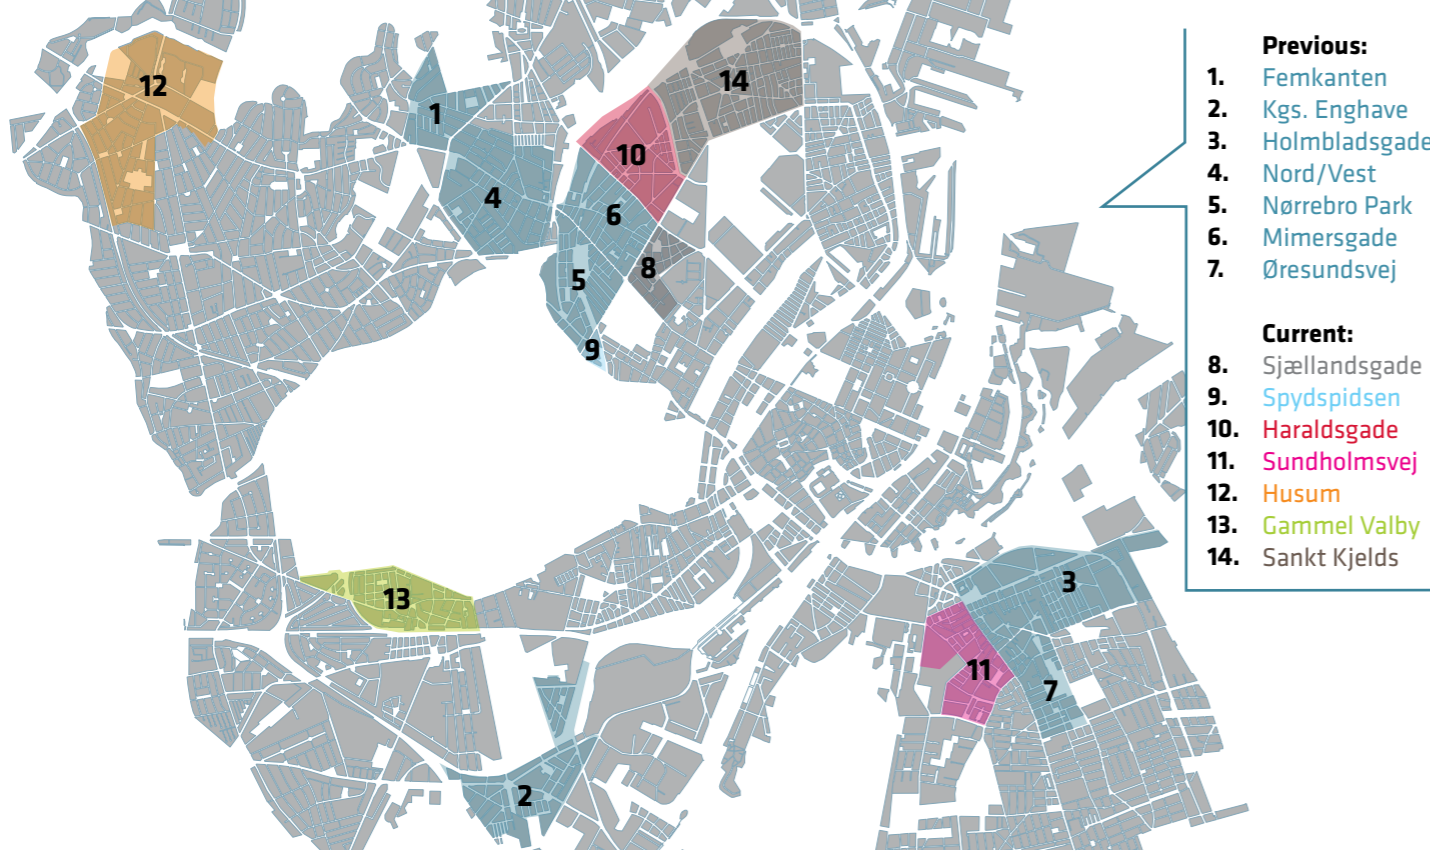 Previous:
1. Femkanten
2. Kgs. Enghave
3. Holmbladsgade
4. Nord/Vest
5. Nørrebro Park
6. Mimersgade
7. Øresundsvej
Current:
8. Sjællandsgade
9. Spydspidsen
10. Haraldsgade
11. Sundholmsvej
12. Husum
13. Gammel Valby
14. Sankt Kjelds
12
14
1
10
4
6
8
5
9
3
13
11
7
2